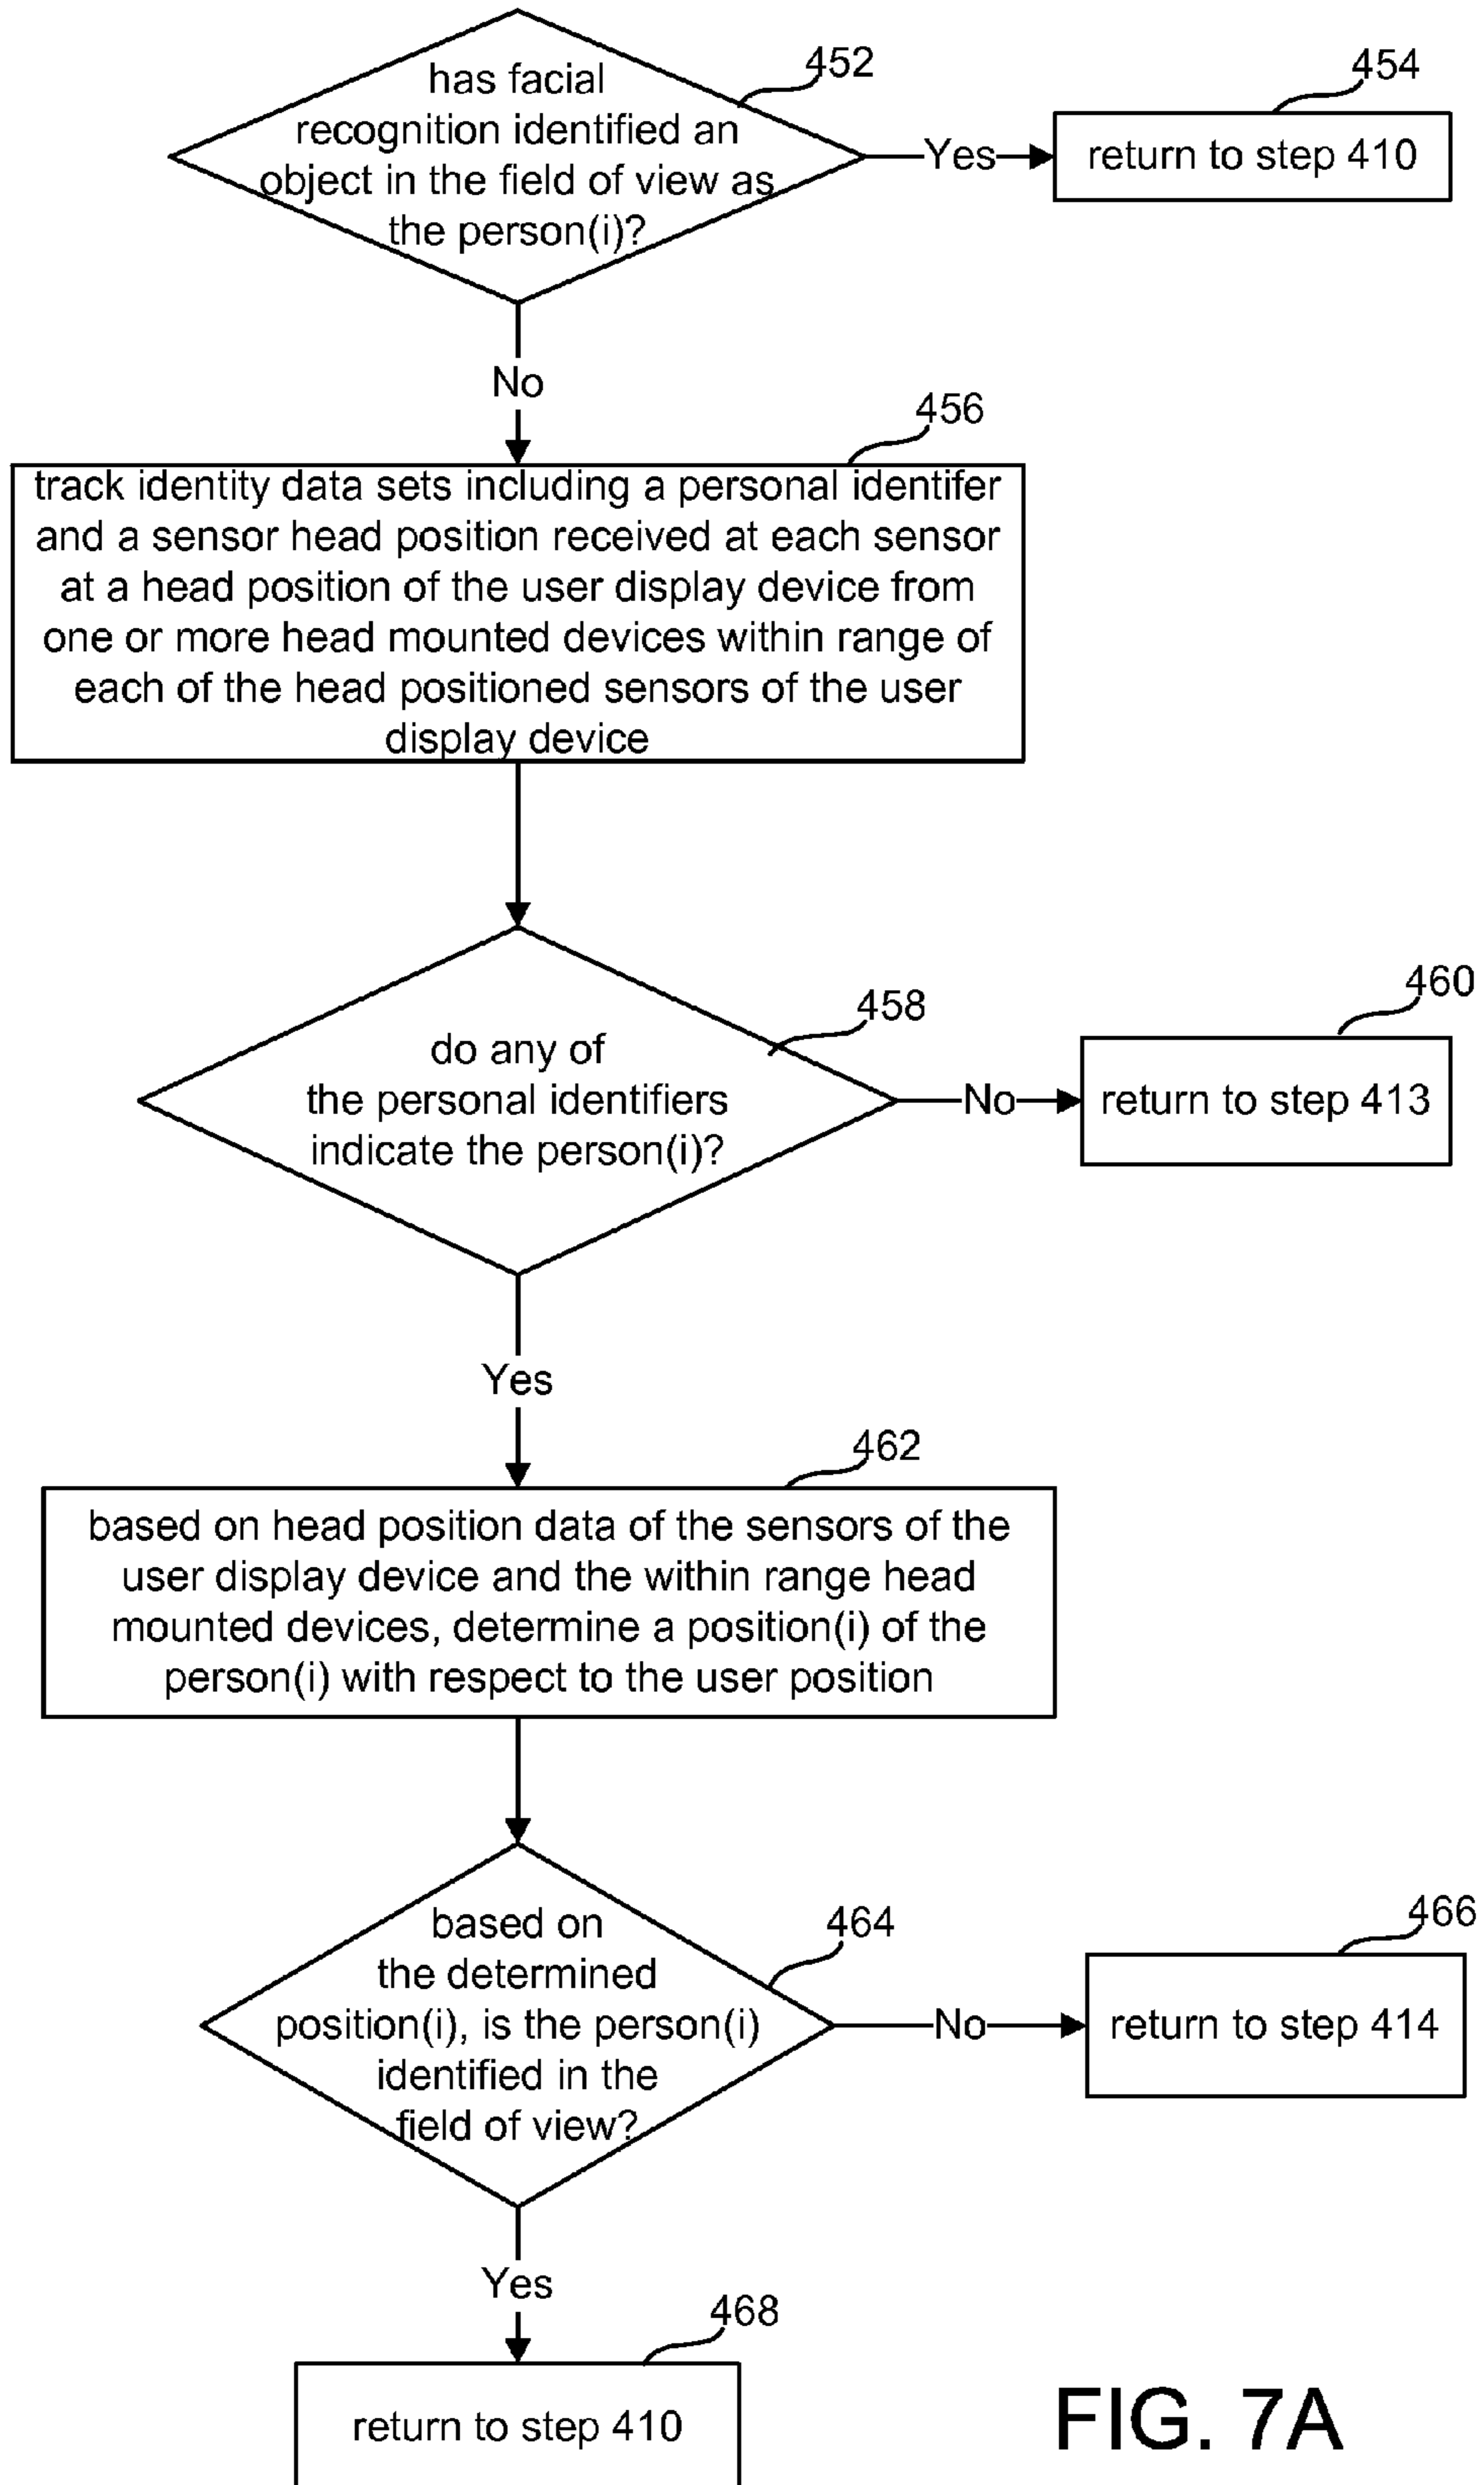 452
has facial
recognition identified an
object in the field of view as
the person(i)?
Yes
454
return to step 410
No
456
track identity data sets including a personal identifer
and a sensor head position received at each sensor
at a head position of the user display device from
one or more head mounted devices within range of
each of the head positioned sensors of the user
display device
458
do any of
the personal identifiers
indicate the person(i)?
No
460
return to step 413
Yes
462
based on head position data of the sensors of the
user display device and the within range head
mounted devices, determine a position(i) of the
person(i) with respect to the user position
464
based on
the determined
position(i), is the person(i)
identified in the
field of view?
No
466
return to step 414
Yes
468
return to step 410
FIG. 7A